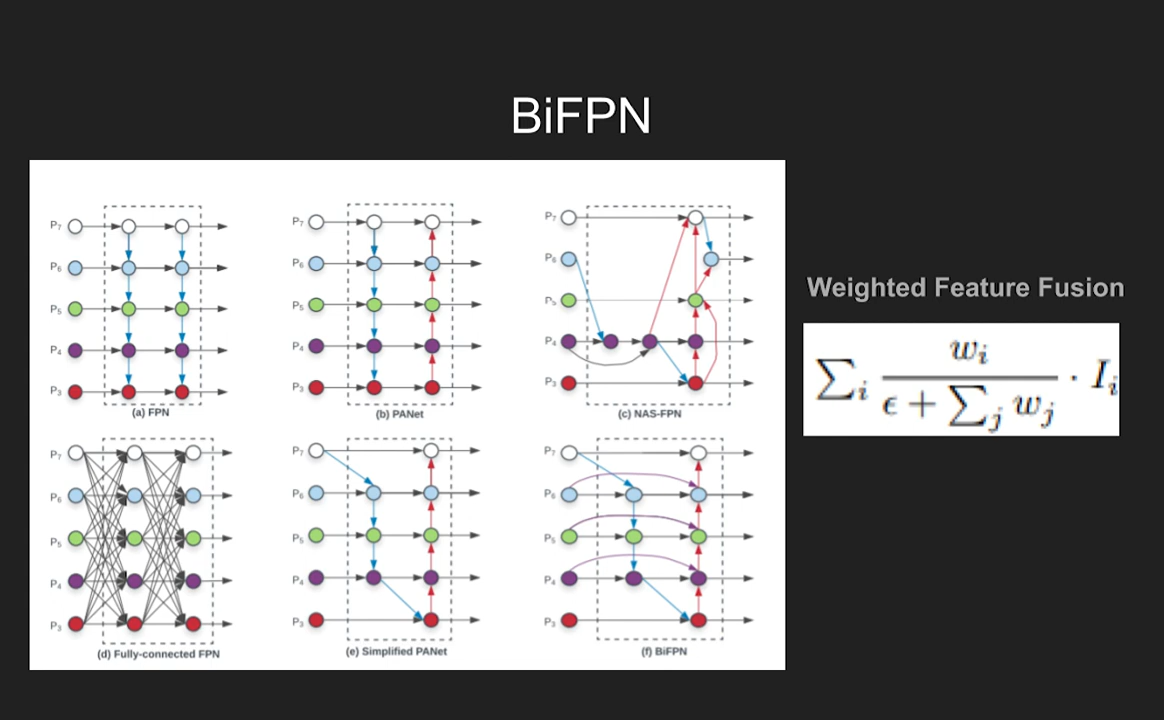 BiFPN
P7
P6
P5
P4
P3
(a) FPN
P7
P6
P5
P4
P3
(b) PANet
P7
P6
P5
P4
P3
(c) NAS-FPN
P7
P6
P5
P4
P3
(d) Fully-connected FPN
P7
P6
P5
P4
P3
(e) Simplified PANet
P7
P6
P5
P4
P3
(f) BiFPN
Weighted Feature Fusion
∑i wi / (ϵ + ∑j wj) · Ii